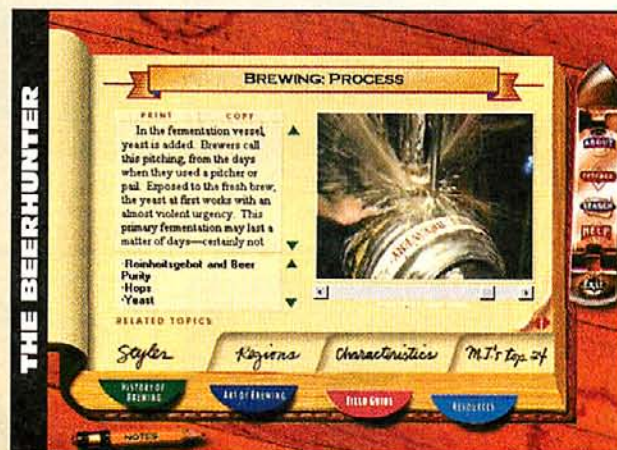 THE BEERHUNTER
BREWING: PROCESS
PRINT COPY
In the fermentation vessel,
yeast is added. Brewers call
this pitching, from the days
when they used a pitcher or
pail. Exposed to the fresh brew,
the yeast at first works with an
almost violent urgency. This
primary fermentation may last a
matter of days—certainly not
·Reinheitsgebot and Beer
Purity
·Hops
·Yeast
RELATED TOPICS
Styles Regions Characteristics M.J.'s top 24
HISTORY OF
BREWING
ART OF BREWING
FIELD GUIDE
RESOURCES
NOTES
ABOUT
retrace
SEARCH
HELP
Exit